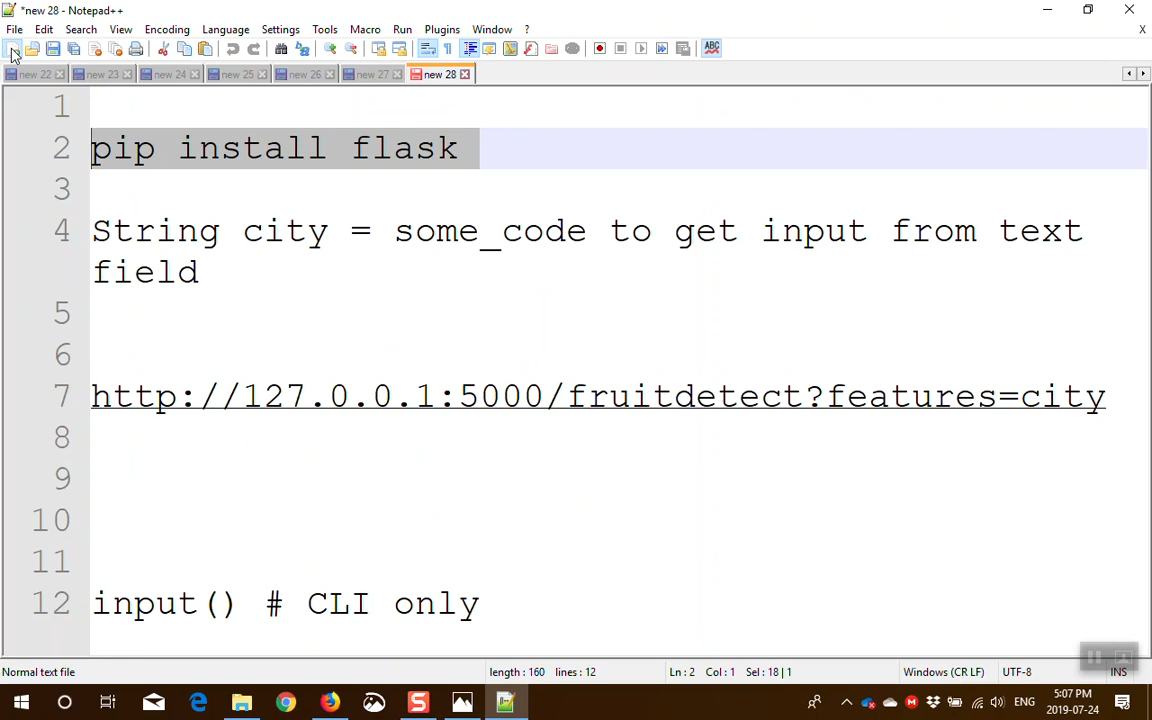 *new 28 - Notepad++
File Edit Search View Encoding Language Settings Tools Macro Run Plugins Window ? X
ABC
new 22 new 23 new 24 new 25 new 26 new 27 new 28
1
2 pip install flask
3
4 String city = some_code to get input from text
field
5
6
7 http://127.0.0.1:5000/fruitdetect?features=city
8
9
10
11
12 input() # CLI only
Normal text file length : 160 lines : 12 Ln : 2 Col : 1 Sel : 18 | 1 Windows (CR LF) UTF-8 INS
ENG 5:07 PM
2019-07-24